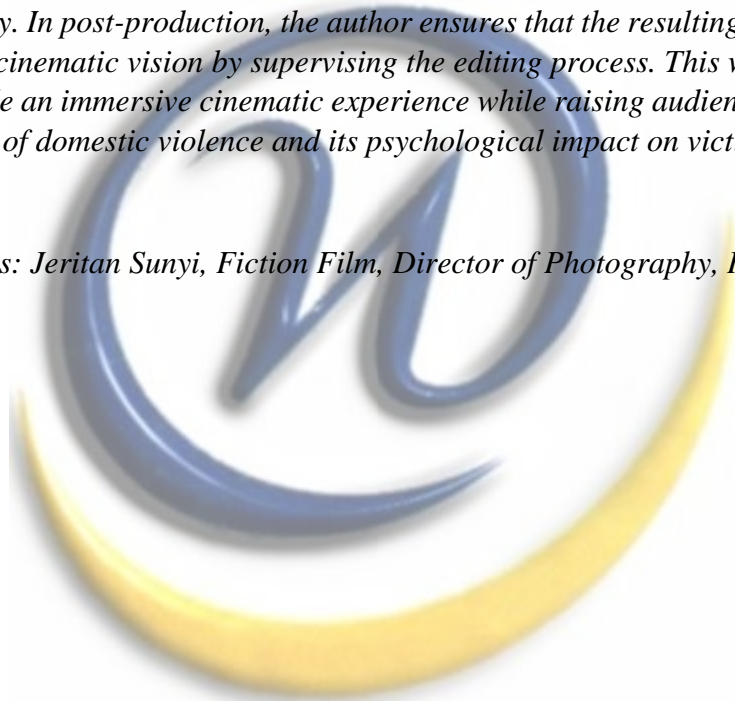 y. In post-production, the author ensures that the resulting
cinematic vision by supervising the editing process. This w
e an immersive cinematic experience while raising audien
of domestic violence and its psychological impact on vict
s: Jeritan Sunyi, Fiction Film, Director of Photography,